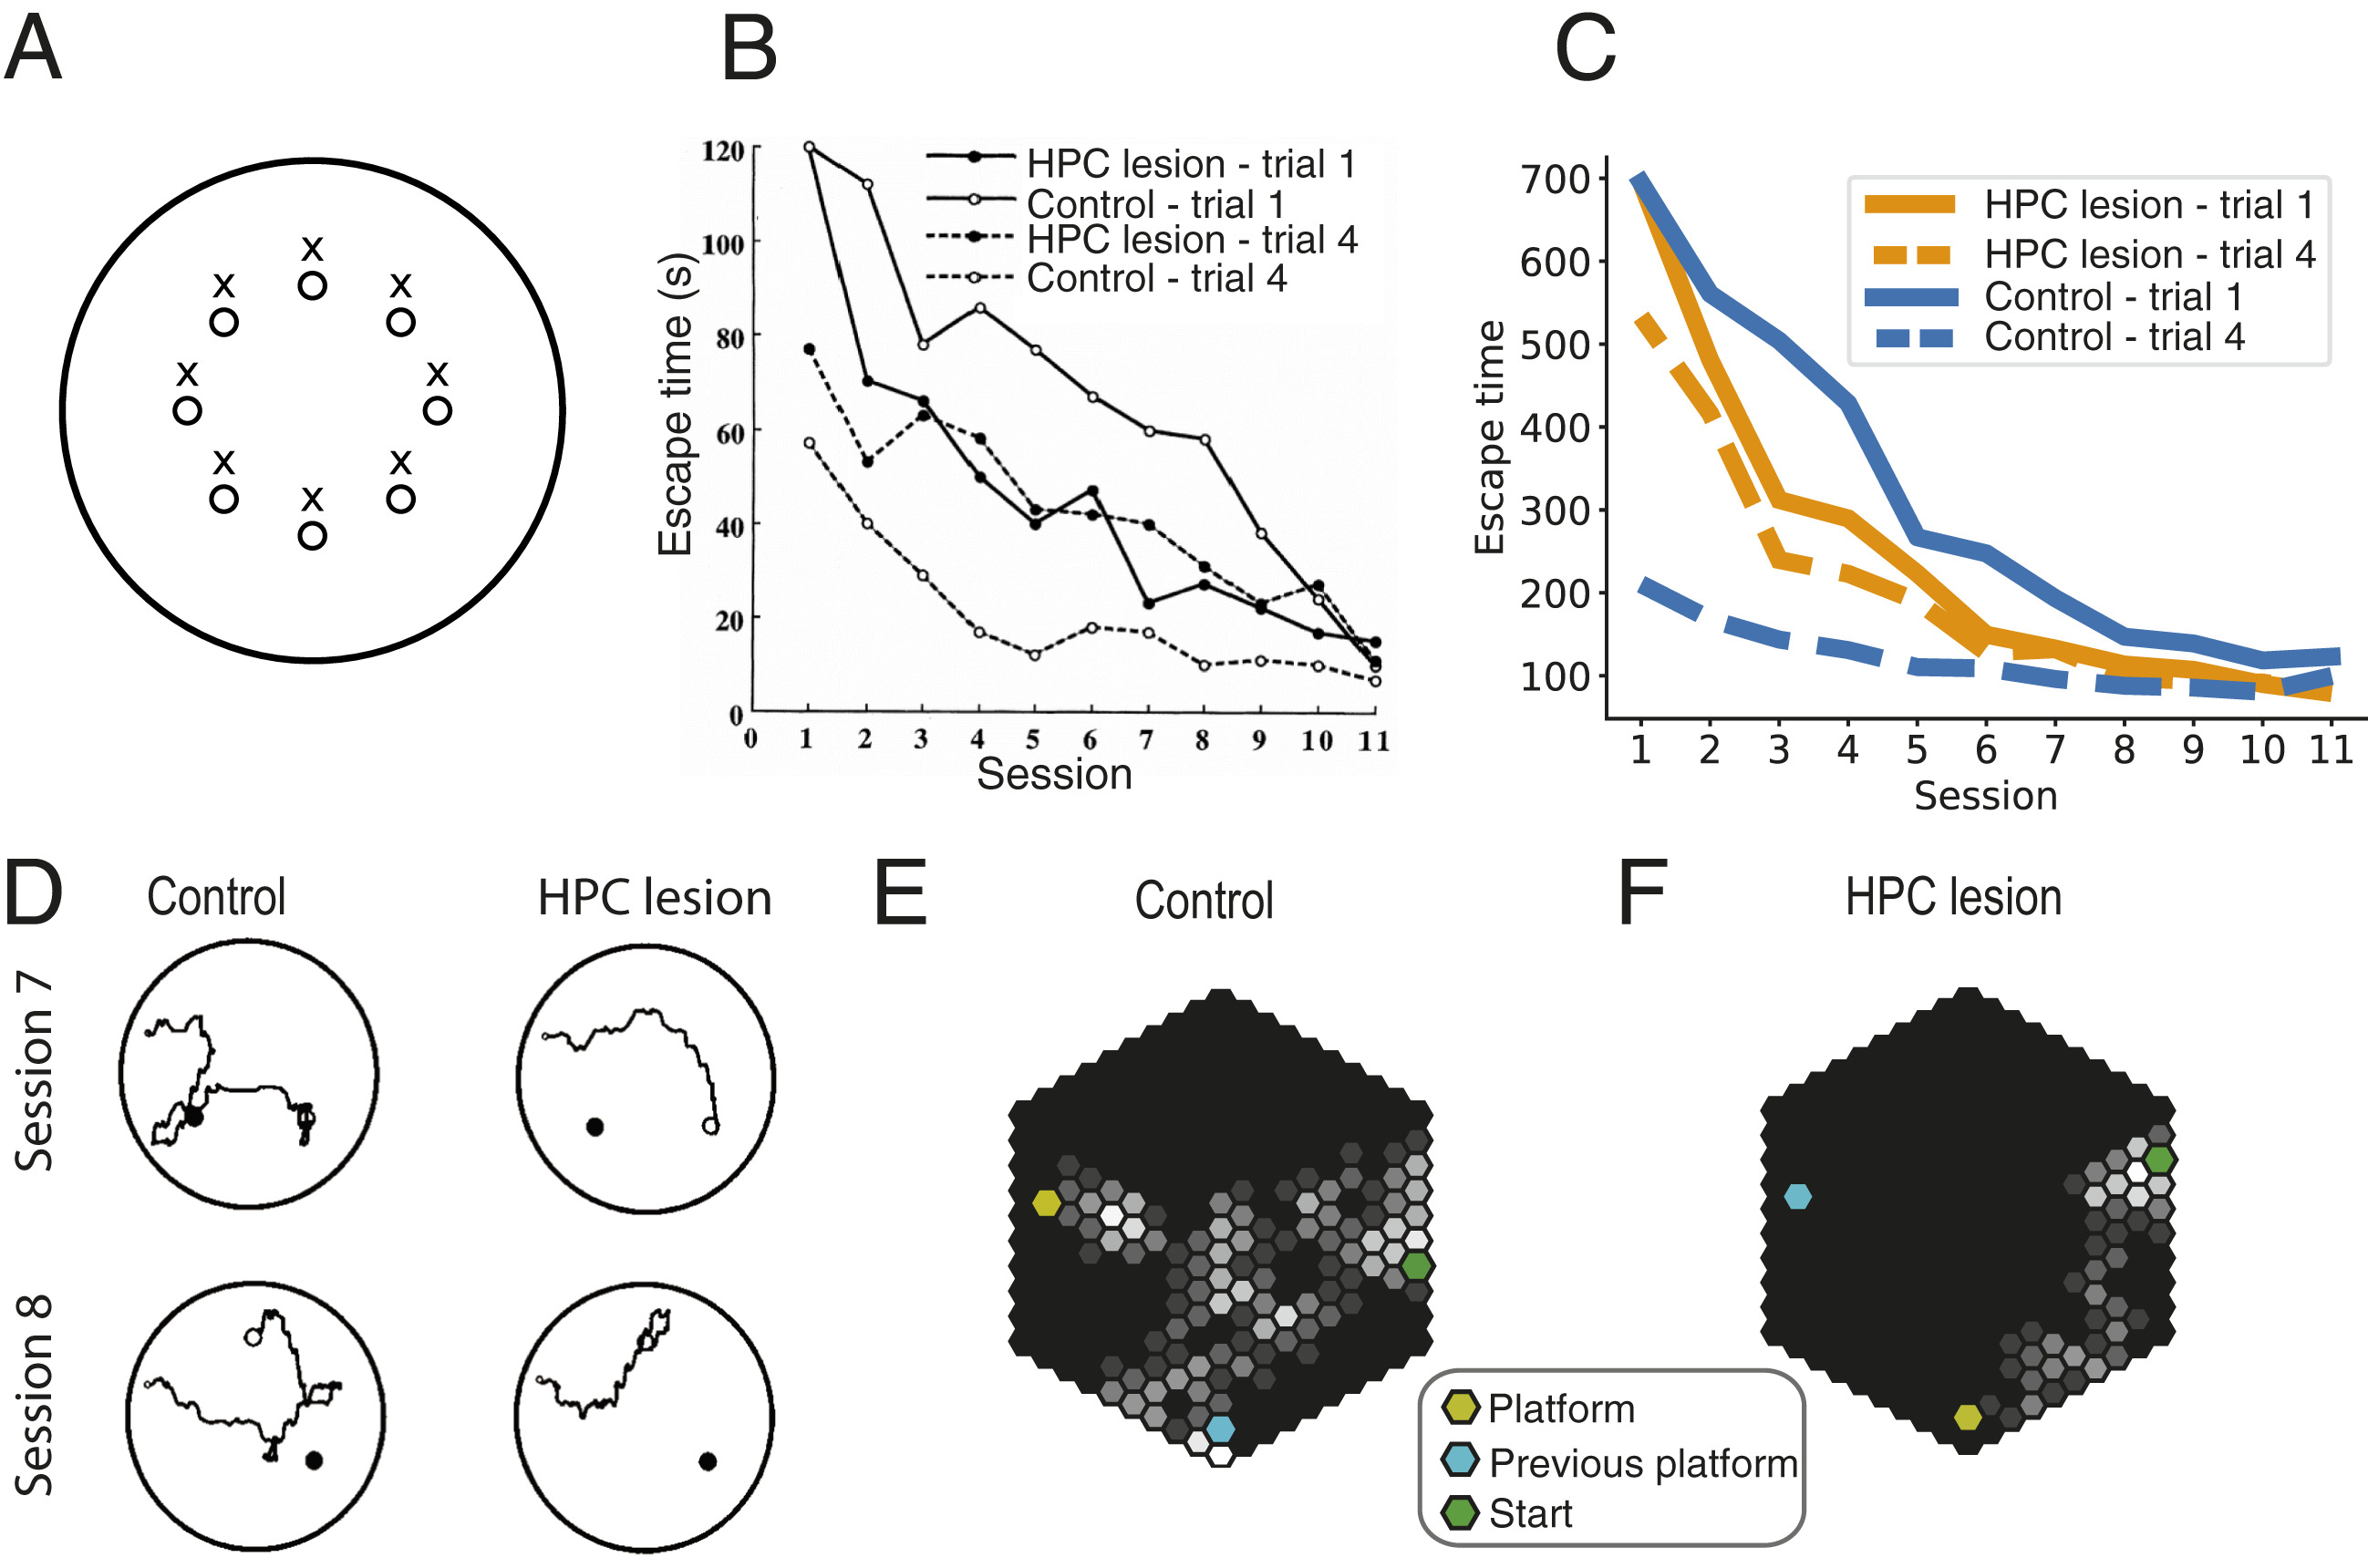 A
x
x x
x x
x x
x
B
120
100
80
60
40
20
0
Escape time (s)
HPC lesion - trial 1
Control - trial 1
HPC lesion - trial 4
Control - trial 4
0 1 2 3 4 5 6 7 8 9 10 11
Session
C
700
600
500
400
300
200
100
Escape time
HPC lesion - trial 1
HPC lesion - trial 4
Control - trial 1
Control - trial 4
1 2 3 4 5 6 7 8 9 10 11
Session
D
Control HPC lesion
Session 7
Session 8
E
Control
F
HPC lesion
Platform
Previous platform
Start